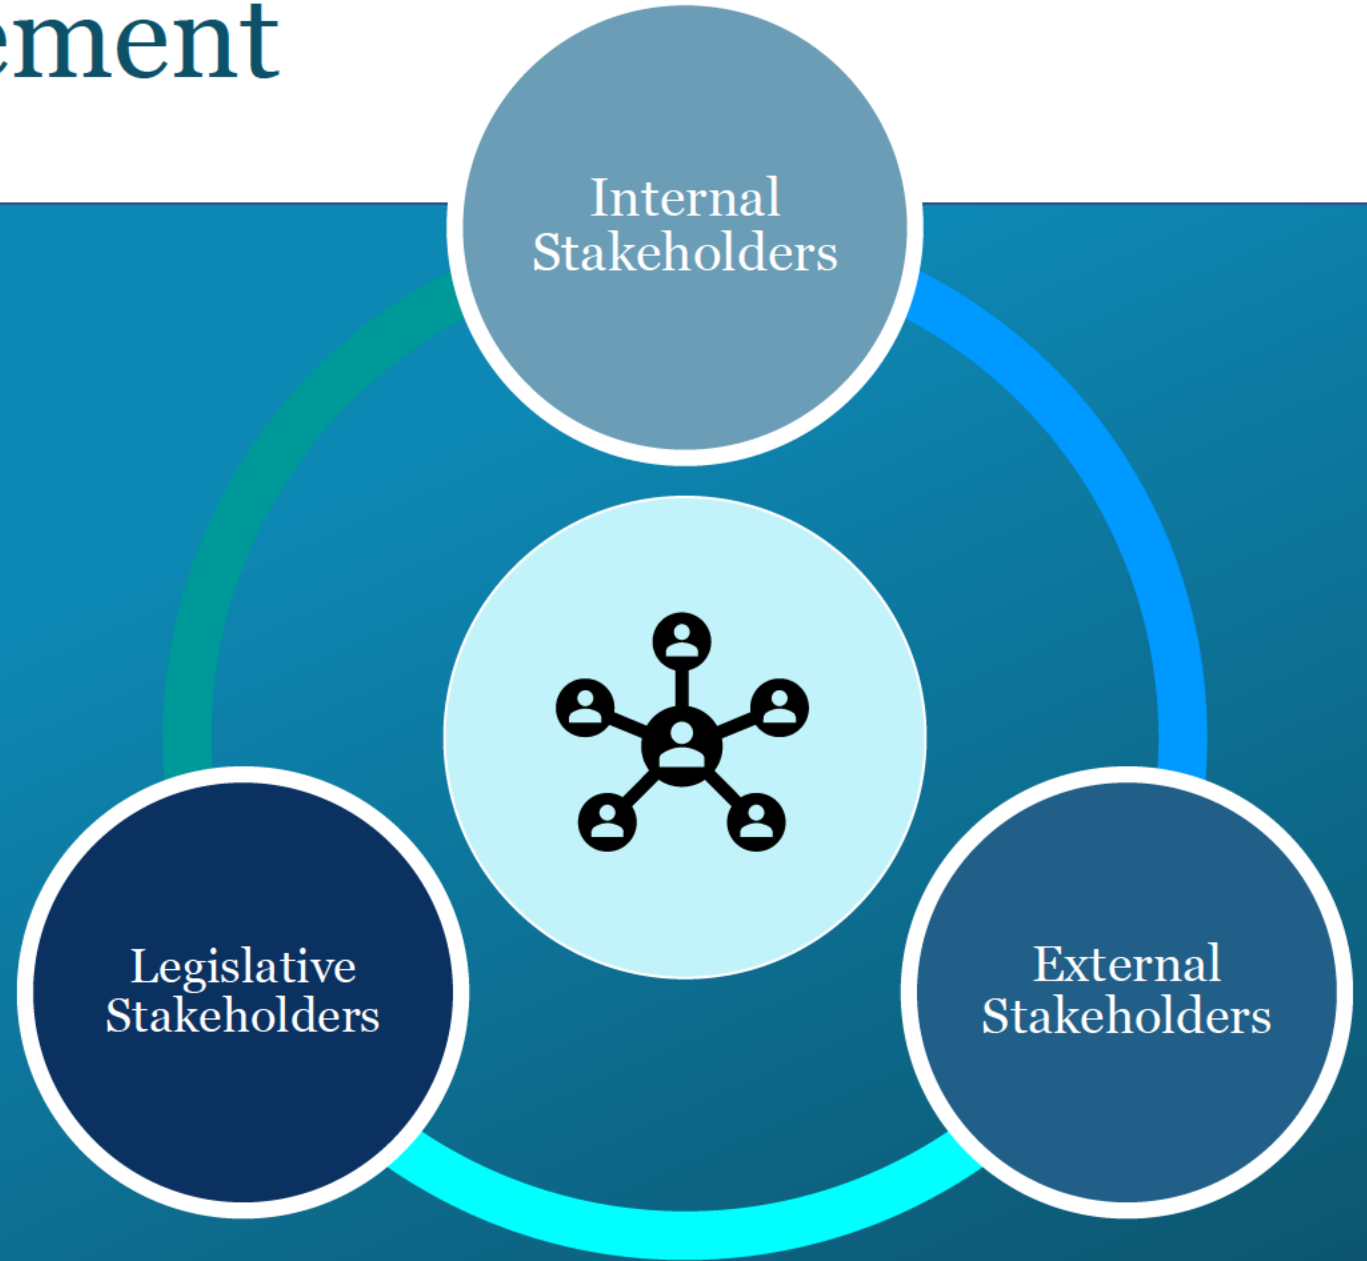 ement
Internal
Stakeholders
Legislative
Stakeholders
External
Stakeholders